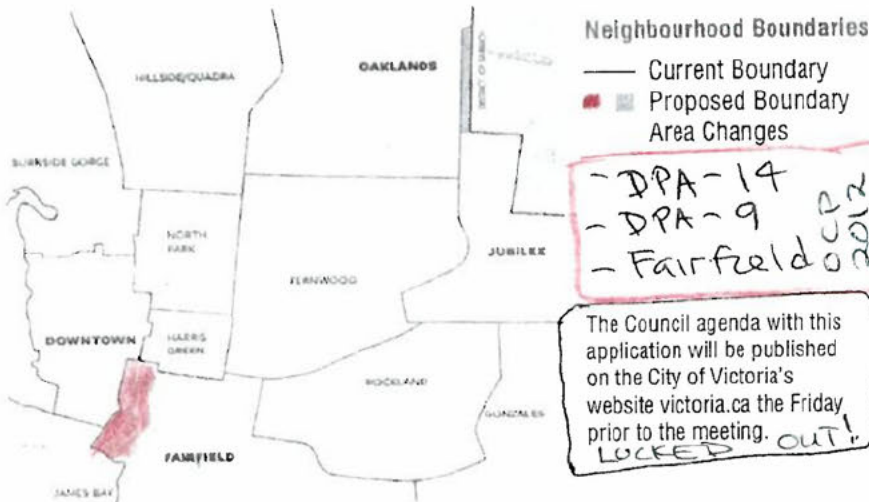 Neighbourhood Boundaries
Current Boundary
Proposed Boundary
Area Changes
- DPA-14
- DPA-9
- Fairfield
OCP
2012
The Council agenda with this
application will be published
on the City of Victoria's
website victoria.ca the Friday
prior to the meeting.
LOCKED OUT!
HILLSIDE/QUADRA
OAKLANDS
DISTRICT OF SAANICH
BURNSIDE GORGE
NORTH
PARK
FERNWOOD
JUBILEE
DOWNTOWN
HARRIS
GREEN
ROCKLAND
GONZALES
FAIRFIELD
JAMES BAY